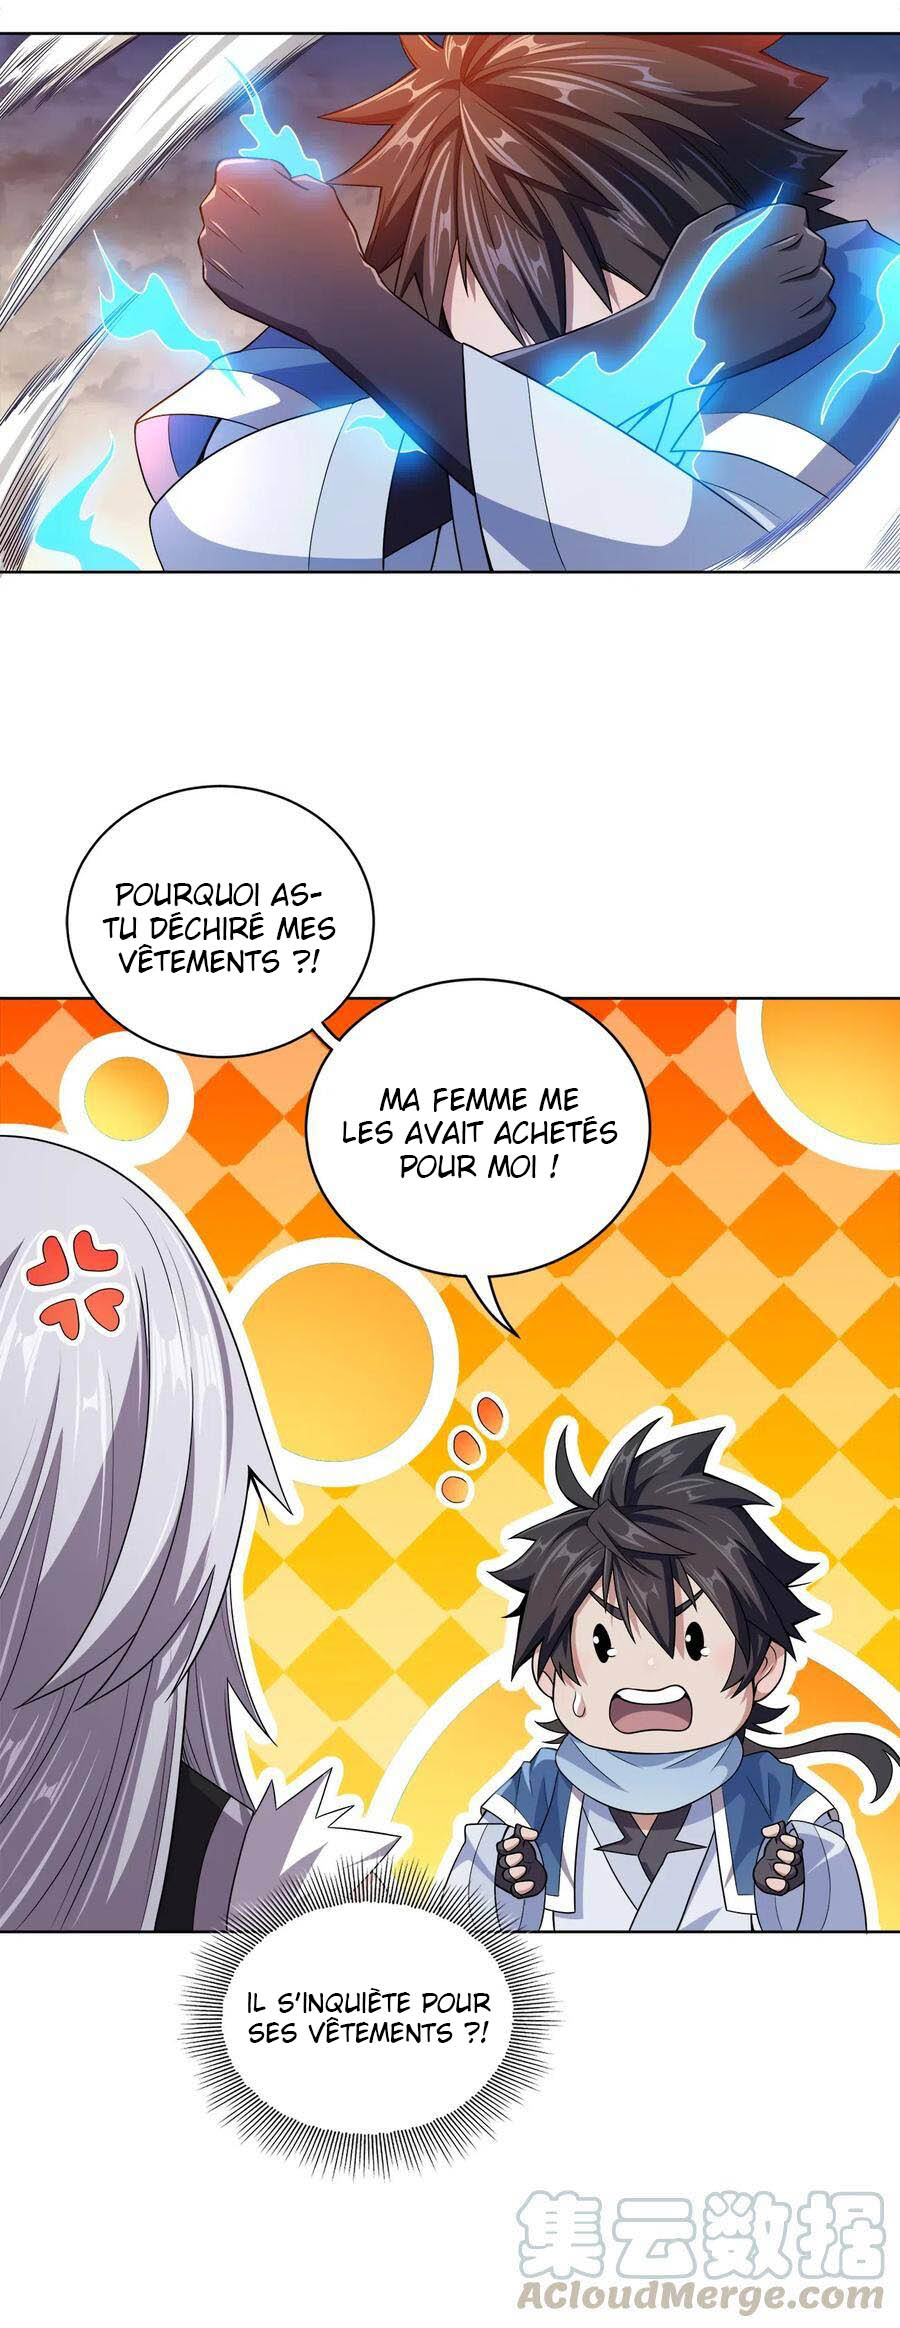 POURQUOI AS-
TU DÉCHIRÉ MES
VÊTEMENTS ?!
MA FEMME ME
LES AVAIT ACHETÉS
POUR MOI !
IL S'INQUIÈTE POUR
SES VÊTEMENTS ?!
集云数据
ACloudMerge.com